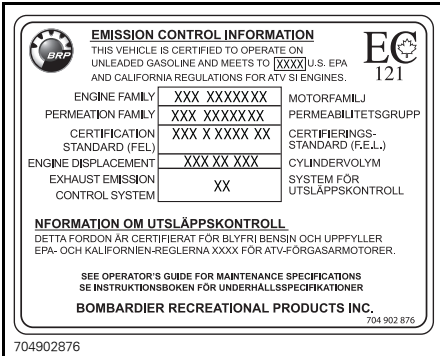 EMISSION CONTROL INFORMATION
BRP
THIS VEHICLE IS CERTIFIED TO OPERATE ON
UNLEADED GASOLINE AND MEETS TO XXXX U.S. EPA
AND CALIFORNIA REGULATIONS FOR ATV SI ENGINES.
EC
121
ENGINE FAMILY XXX XXXXXXX MOTORFAMILJ
PERMEATION FAMILY XXX XXXXXXX PERMEABILITETSGRUPP
CERTIFICATION XXX X XXXX XX CERTIFIERINGS-
STANDARD (FEL) STANDARD (F.E.L.)
ENGINE DISPLACEMENT XXX XX XXX CYLINDERVOLYM
EXHAUST EMISSION XX SYSTEM FÖR
CONTROL SYSTEM UTSLÄPPSKONTROLL
NFORMATION OM UTSLÄPPSKONTROLL
DETTA FORDON ÄR CERTIFIERAT FÖR BLYFRI BENSIN OCH UPPFYLLER
EPA- OCH KALIFORNIEN-REGLERNA XXXX FÖR ATV-FÖRGASARMOTORER.
SEE OPERATOR'S GUIDE FOR MAINTENANCE SPECIFICATIONS
SE INSTRUKTIONSBOKEN FÖR UNDERHÅLLSSPECIFIKATIONER
BOMBARDIER RECREATIONAL PRODUCTS INC.
704 902 876
704902876